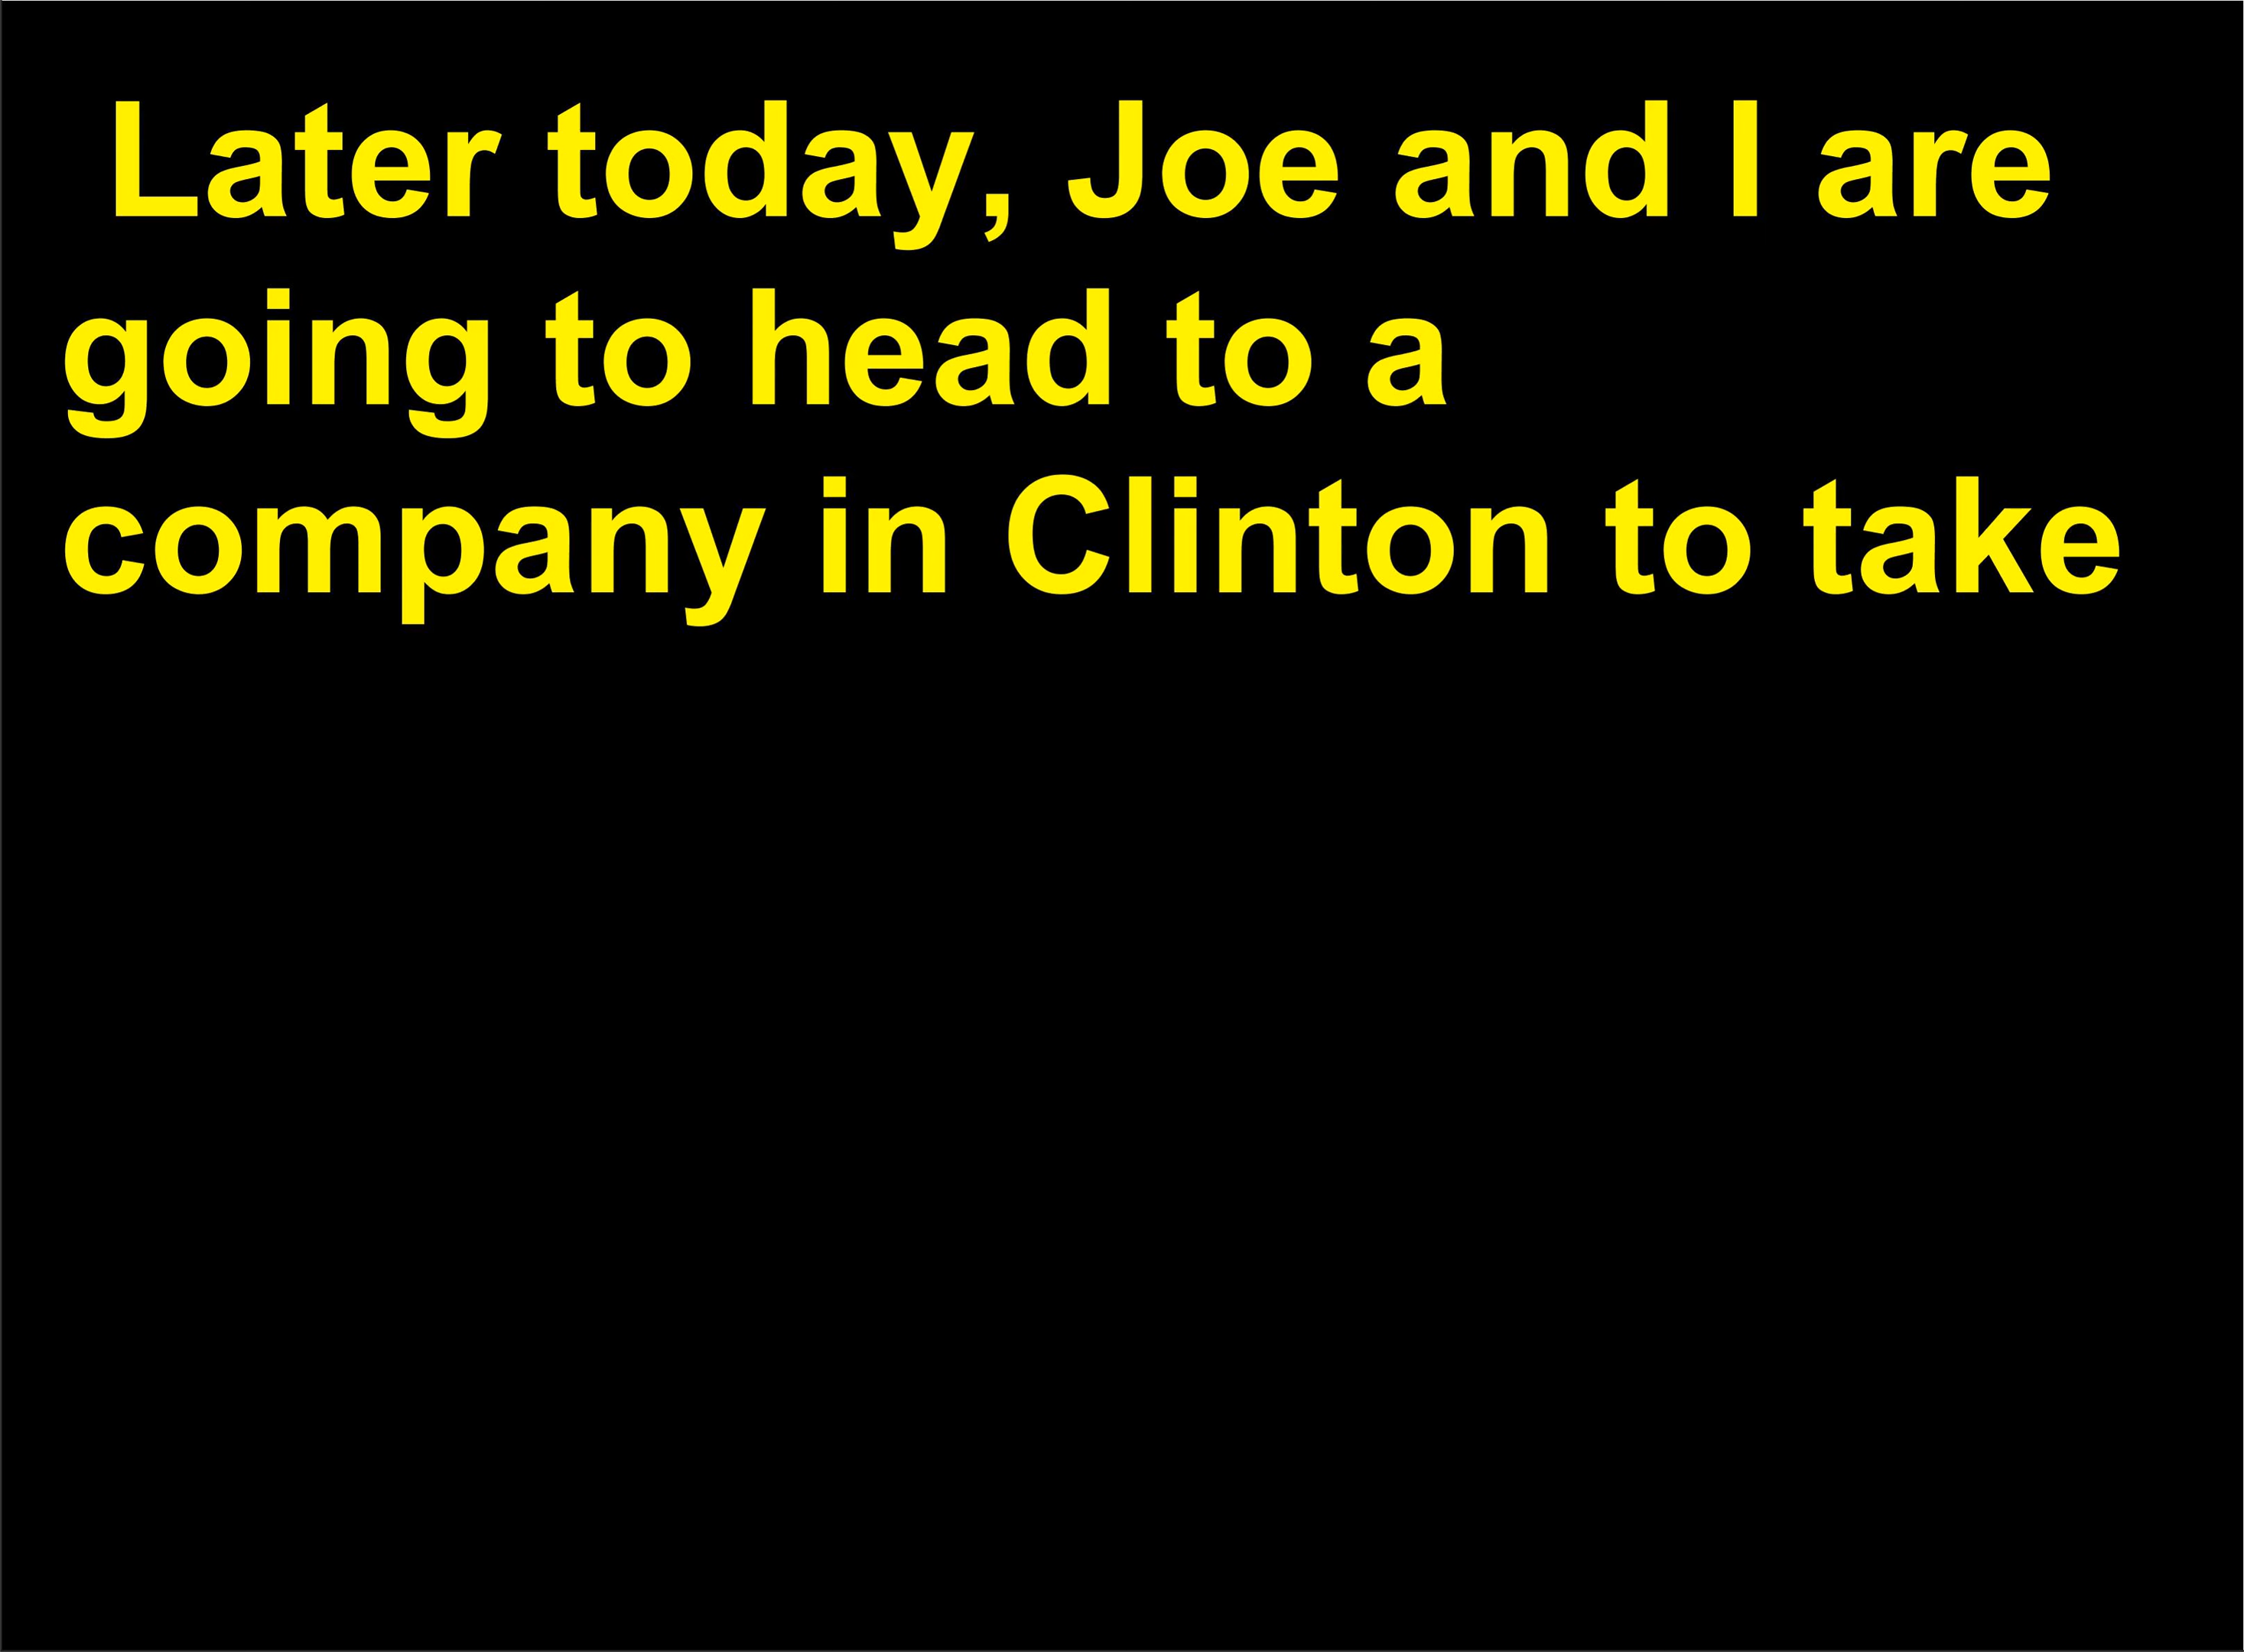 Later today, Joe and I are
going to head to a
company in Clinton to take